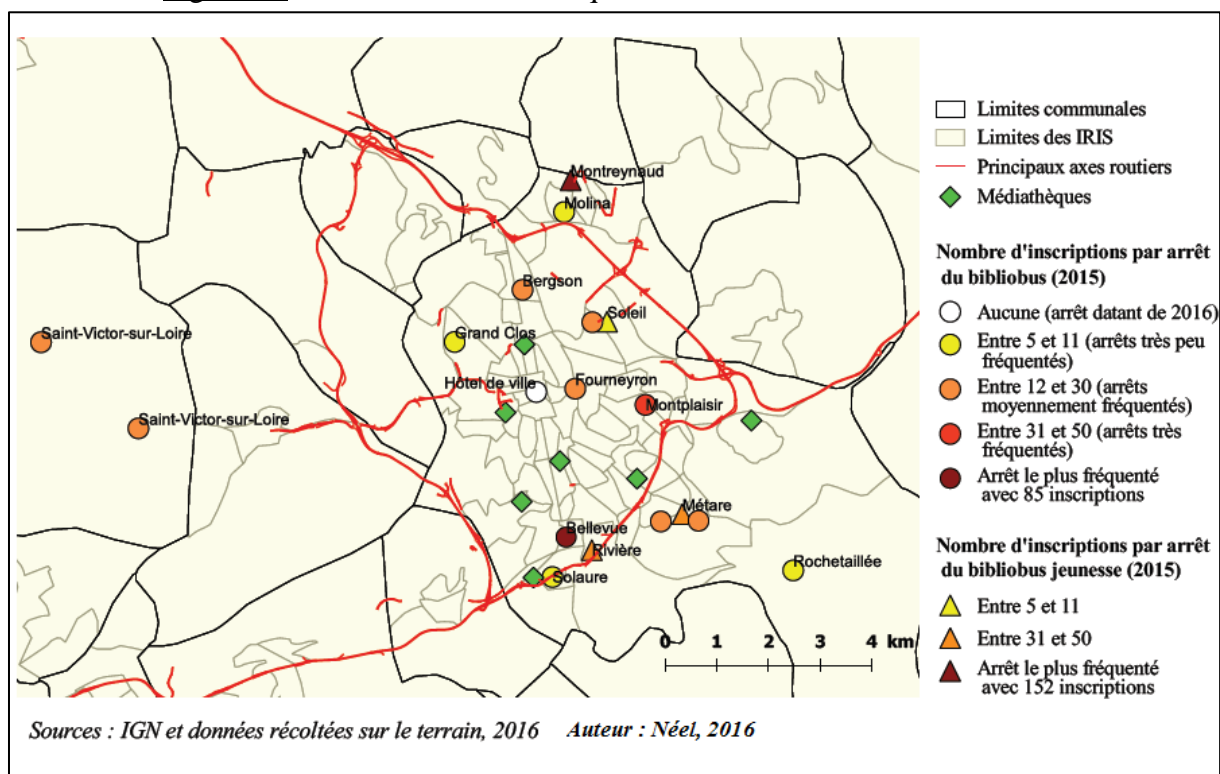 Montreynaud
Molina
Bergson
Soleil
Saint-Victor-sur-Loire
Grand Clos
Hôtel de ville
Fourneyron
Montplaisir
Saint-Victor-sur-Loire
Métare
Bellevue
Rivière
Rochetaillée
Solaure
0 1 2 3 4 km
Limites communales
Limites des IRIS
Principaux axes routiers
Médiathèques
Nombre d'inscriptions par arrêt
du bibliobus (2015)
Aucune (arrêt datant de 2016)
Entre 5 et 11 (arrêts très peu
fréquentés)
Entre 12 et 30 (arrêts
moyennement fréquentés)
Entre 31 et 50 (arrêts très
fréquentés)
Arrêt le plus fréquenté
avec 85 inscriptions
Nombre d'inscriptions par arrêt
du bibliobus jeunesse (2015)
Entre 5 et 11
Entre 31 et 50
Arrêt le plus fréquenté
avec 152 inscriptions
Sources : IGN et données récoltées sur le terrain, 2016 Auteur : Néel, 2016